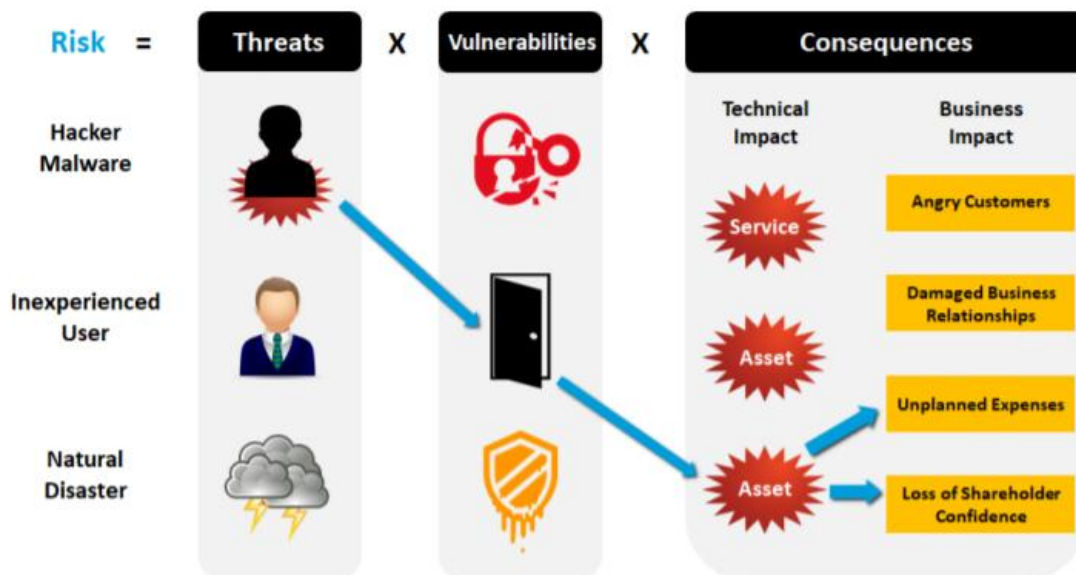 Risk = Threats X Vulnerabilities X Consequences
Technical
Impact
Business
Impact
Hacker
Malware
Inexperienced
User
Natural
Disaster
Service
Asset
Asset
Angry Customers
Damaged Business
Relationships
Unplanned Expenses
Loss of Shareholder
Confidence